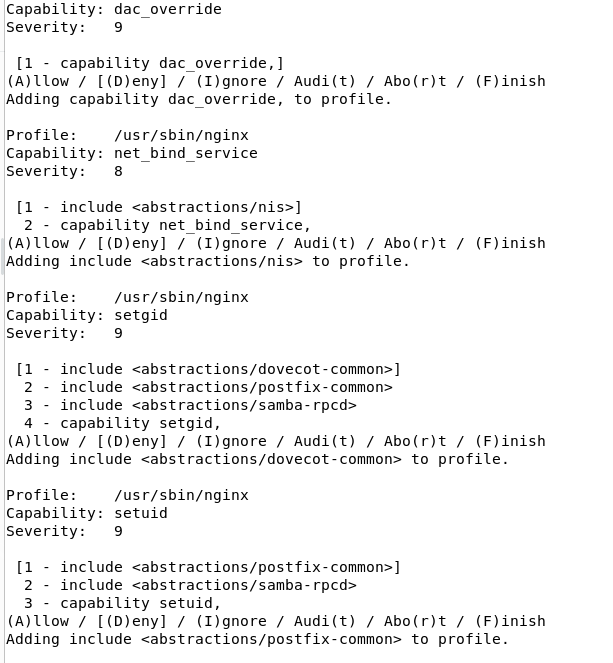 Capability: dac_override
Severity: 9
[1 - capability dac_override,]
(A)llow / [(D)eny] / (I)gnore / Audi(t) / Abo(r)t / (F)inish
Adding capability dac_override, to profile.
Profile: /usr/sbin/nginx
Capability: net_bind_service
Severity: 8
[1 - include <abstractions/nis>]
2 - capability net_bind_service,
(A)llow / [(D)eny] / (I)gnore / Audi(t) / Abo(r)t / (F)inish
Adding include <abstractions/nis> to profile.
Profile: /usr/sbin/nginx
Capability: setgid
Severity: 9
[1 - include <abstractions/dovecot-common>]
2 - include <abstractions/postfix-common>
3 - include <abstractions/samba-rpcd>
4 - capability setgid,
(A)llow / [(D)eny] / (I)gnore / Audi(t) / Abo(r)t / (F)inish
Adding include <abstractions/dovecot-common> to profile.
Profile: /usr/sbin/nginx
Capability: setuid
Severity: 9
[1 - include <abstractions/postfix-common>]
2 - include <abstractions/samba-rpcd>
3 - capability setuid,
(A)llow / [(D)eny] / (I)gnore / Audi(t) / Abo(r)t / (F)inish
Adding include <abstractions/postfix-common> to profile.